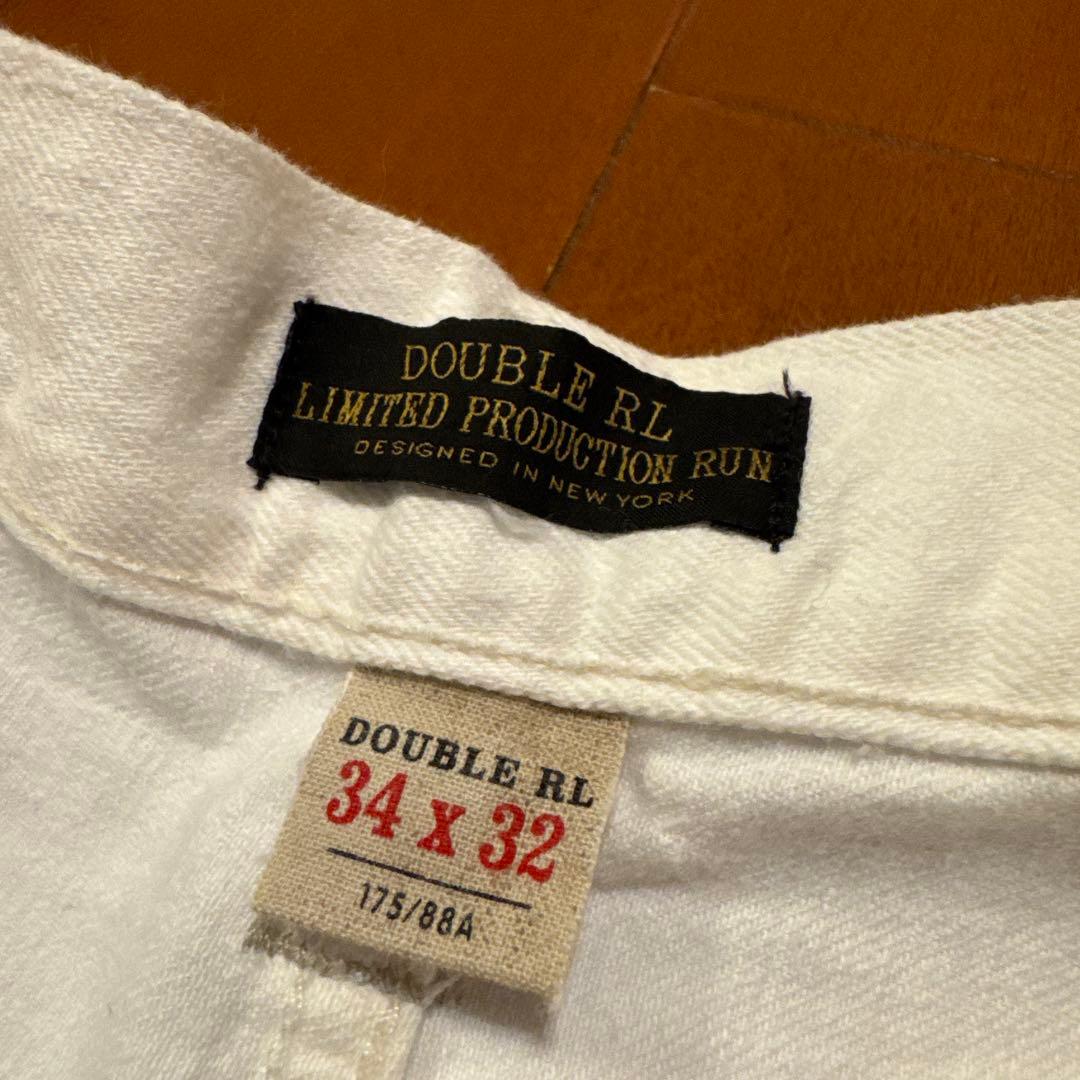 DOUBLE RL
LIMITED PRODUCTION RUN
DESIGNED IN NEW YORK
DOUBLE RL
34 x 32
175/88A